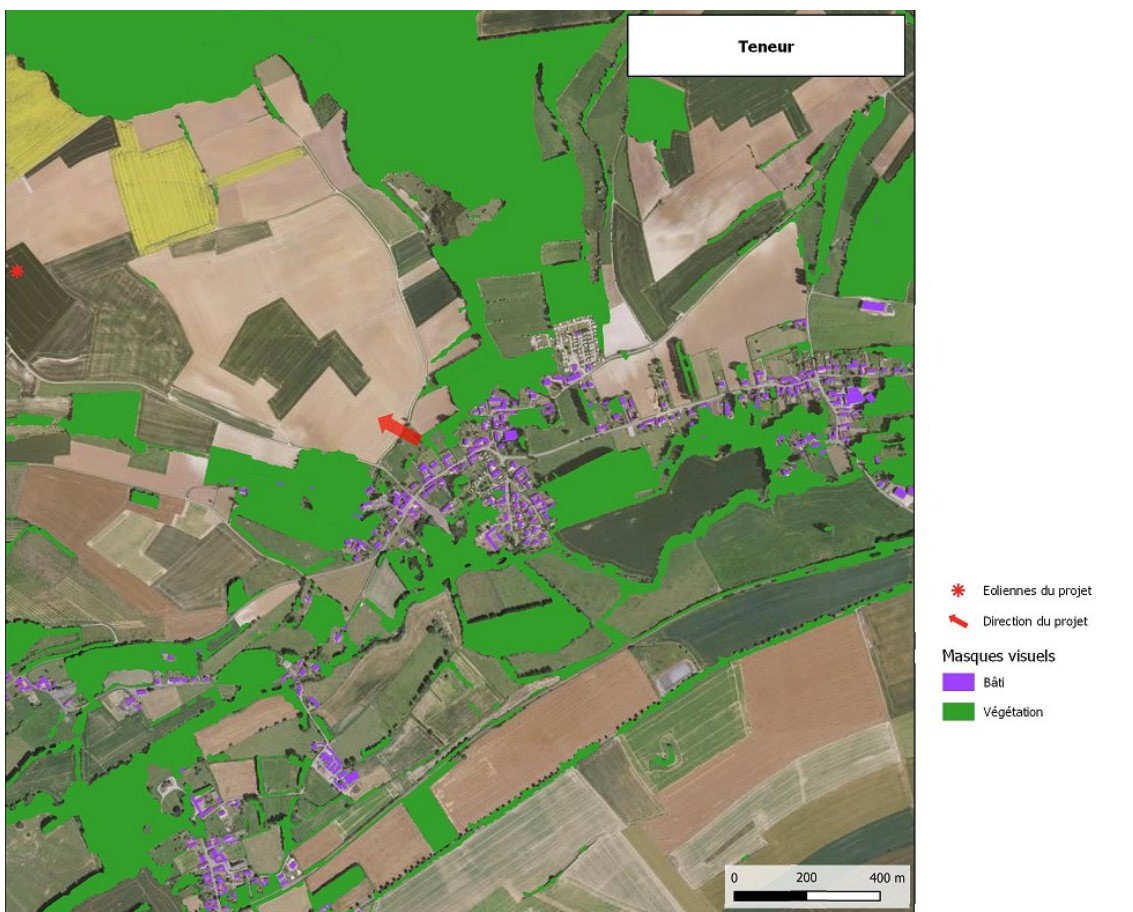 Teneur
Eoliennes du projet
Direction du projet
Masques visuels
Bâti
Végétation
0 200 400 m